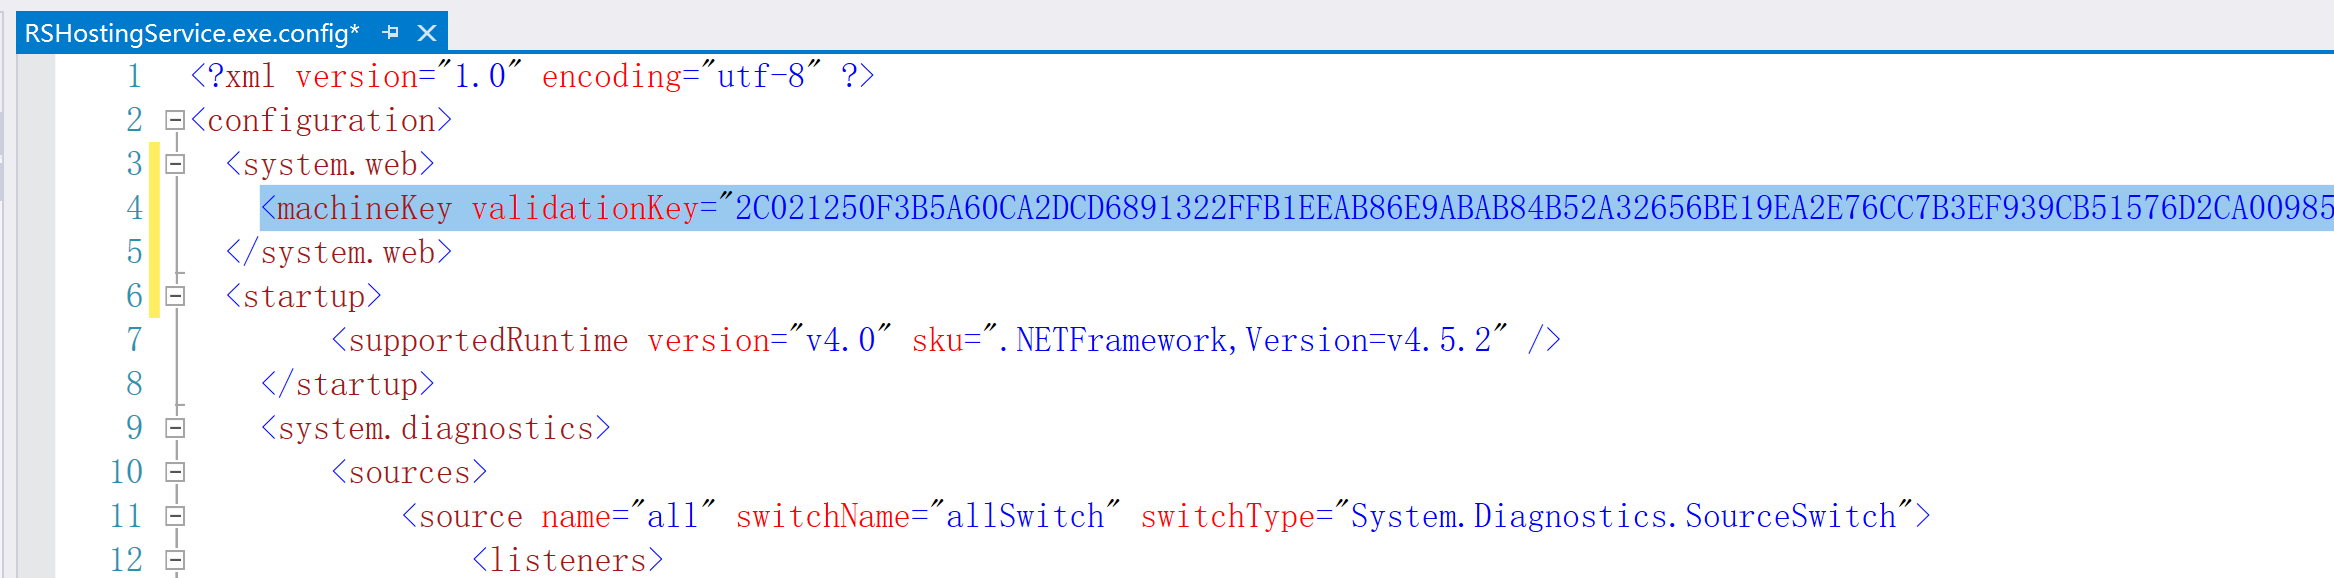 RSHostingService.exe.config*
1 <?xml version="1.0" encoding="utf-8" ?>
2 <configuration>
3 <system.web>
4 <machineKey validationKey="2C021250F3B5A60CA2DCD6891322FFB1EEAB86E9ABAB84B52A32656BE19EA2E76CC7B3EF939CB51576D2CA00985
5 </system.web>
6 <startup>
7 <supportedRuntime version="v4.0" sku=".NETFramework,Version=v4.5.2" />
8 </startup>
9 <system.diagnostics>
10 <sources>
11 <source name="all" switchName="allSwitch" switchType="System.Diagnostics.SourceSwitch">
12 <listeners>